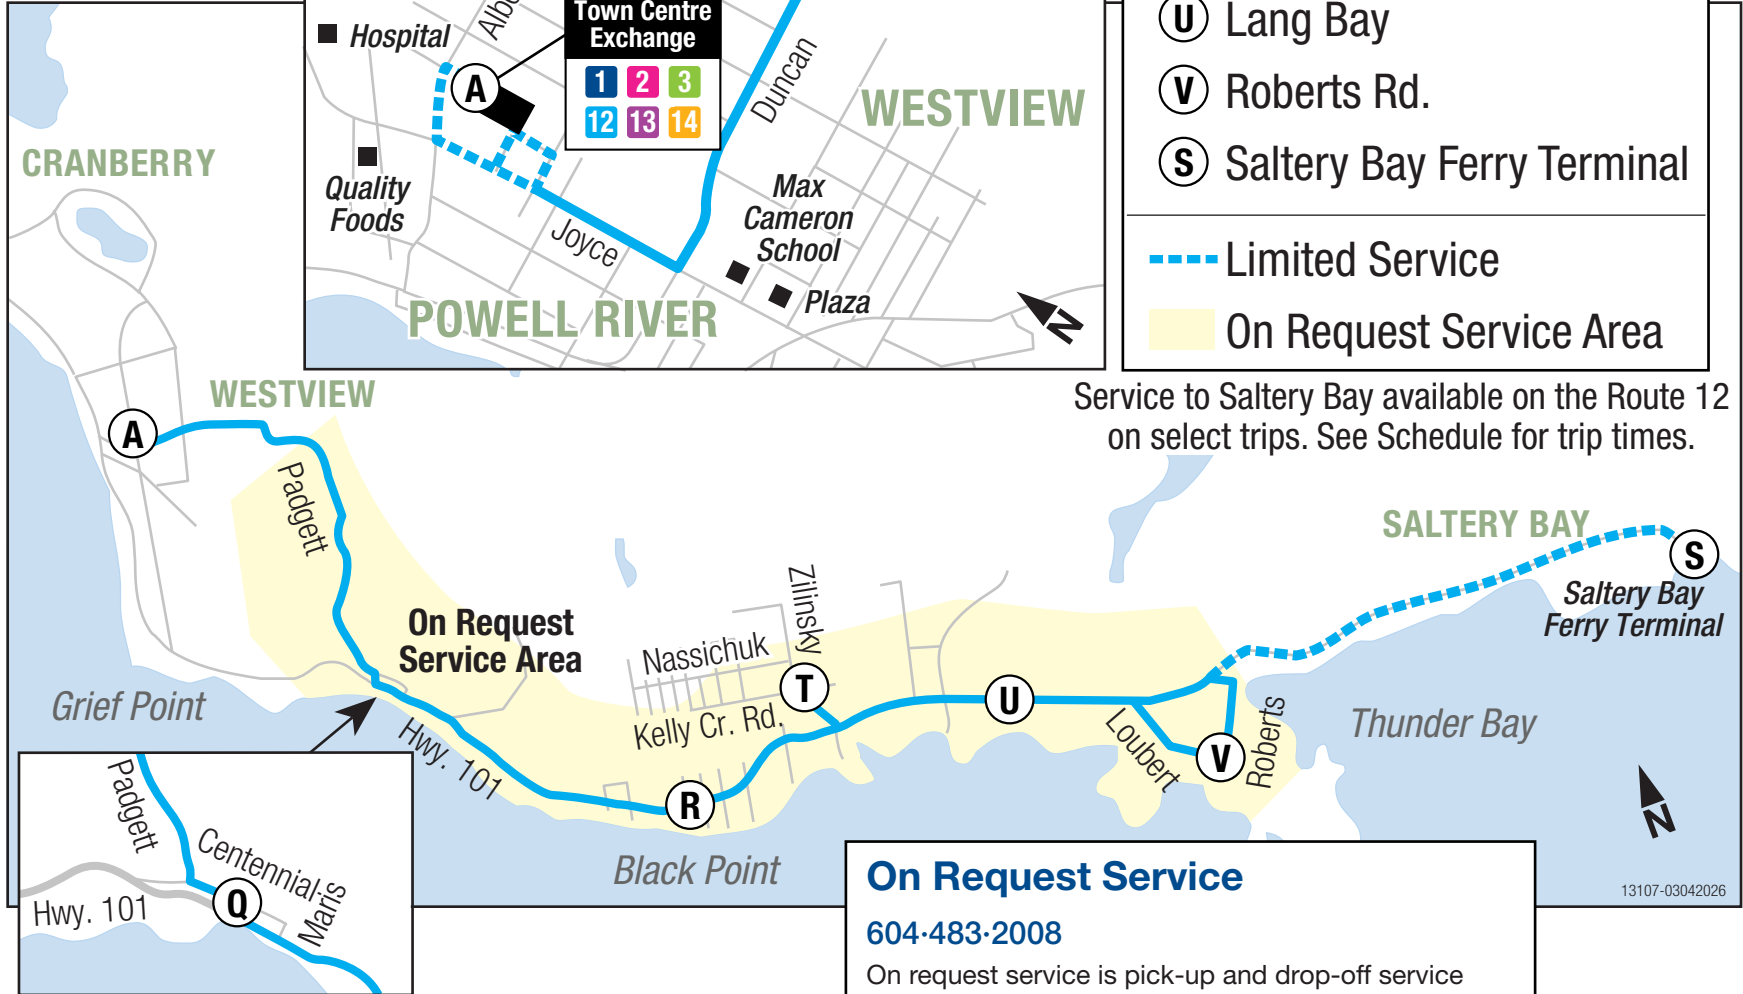 Town Centre
Exchange
1 2 3
12 13 14
A
Hospital
Quality
Foods
Joyce
Duncan
WESTVIEW
Max
Cameron
School
Plaza
POWELL RIVER
N
U Lang Bay
V Roberts Rd.
S Saltery Bay Ferry Terminal
Limited Service
On Request Service Area
Service to Saltery Bay available on the Route 12
on select trips. See Schedule for trip times.
CRANBERRY
WESTVIEW
A
Padgett
On Request
Service Area
Grief Point
Hwy. 101
Nassichuk
Zilinsky
Kelly Cr. Rd.
T
R
U
Loubert
V
Roberts
SALTERY BAY
S
Saltery Bay
Ferry Terminal
Thunder Bay
Black Point
N
Padgett
Centennial
Maris
Hwy. 101
Q
On Request Service
604·483·2008
On request service is pick-up and drop-off service
13107-03042026